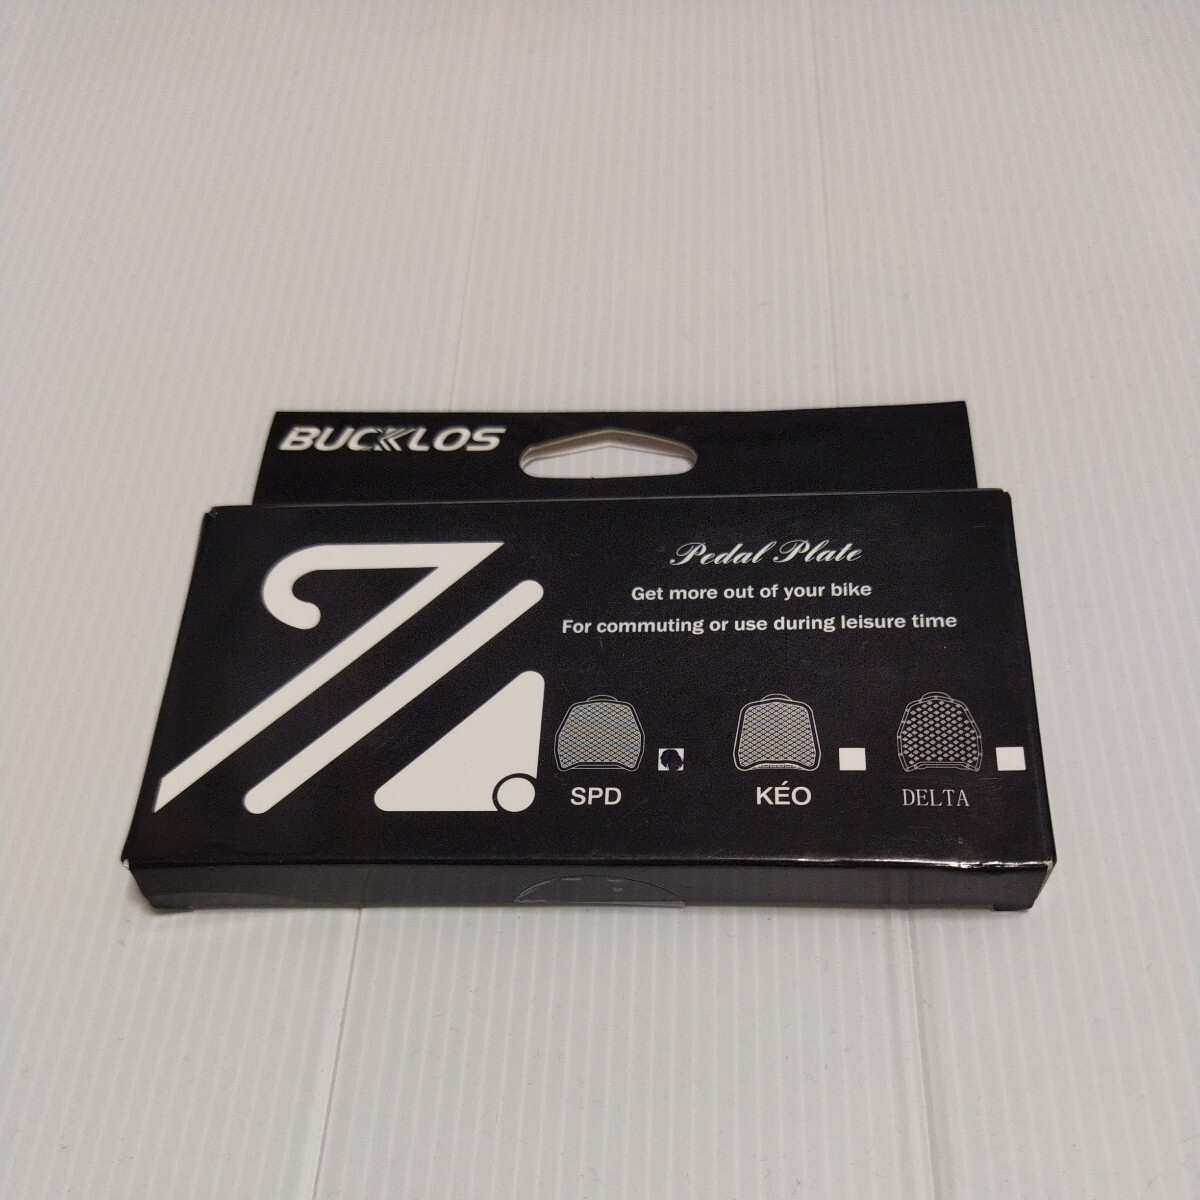 BUCKLOS
Pedal Plate
Get more out of your bike
For commuting or use during leisure time
SPD
KÉO
DELTA